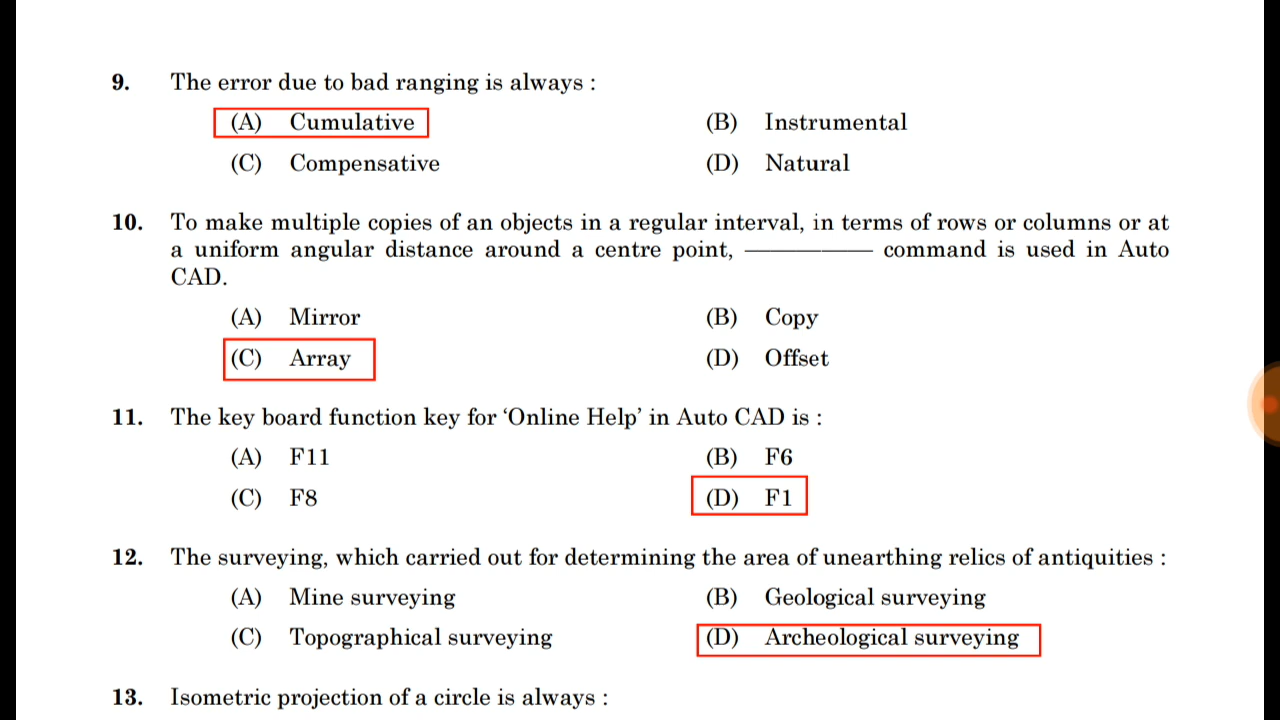 9. The error due to bad ranging is always :
(A) Cumulative (B) Instrumental
(C) Compensative (D) Natural
10. To make multiple copies of an objects in a regular interval, in terms of rows or columns or at
a uniform angular distance around a centre point, ————— command is used in Auto
CAD.
(A) Mirror (B) Copy
(C) Array (D) Offset
11. The key board function key for ‘Online Help’ in Auto CAD is :
(A) F11 (B) F6
(C) F8 (D) F1
12. The surveying, which carried out for determining the area of unearthing relics of antiquities :
(A) Mine surveying (B) Geological surveying
(C) Topographical surveying (D) Archeological surveying
13. Isometric projection of a circle is always :